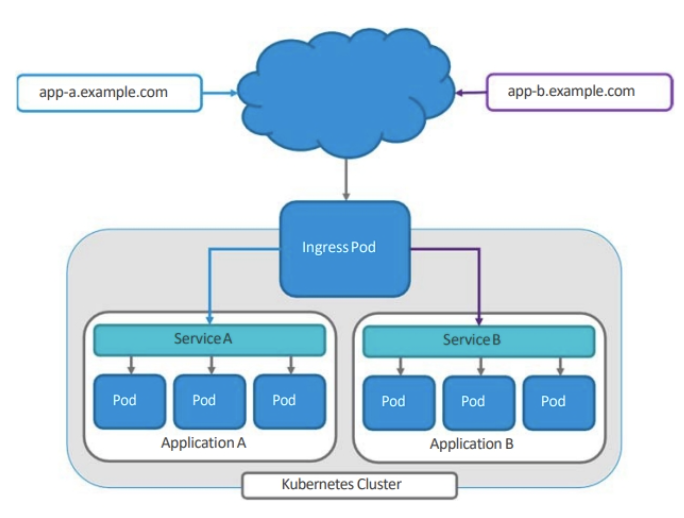 app-a.example.com
app-b.example.com
Ingress Pod
Service A
Service B
Pod
Pod
Pod
Pod
Pod
Pod
Application A
Application B
Kubernetes Cluster